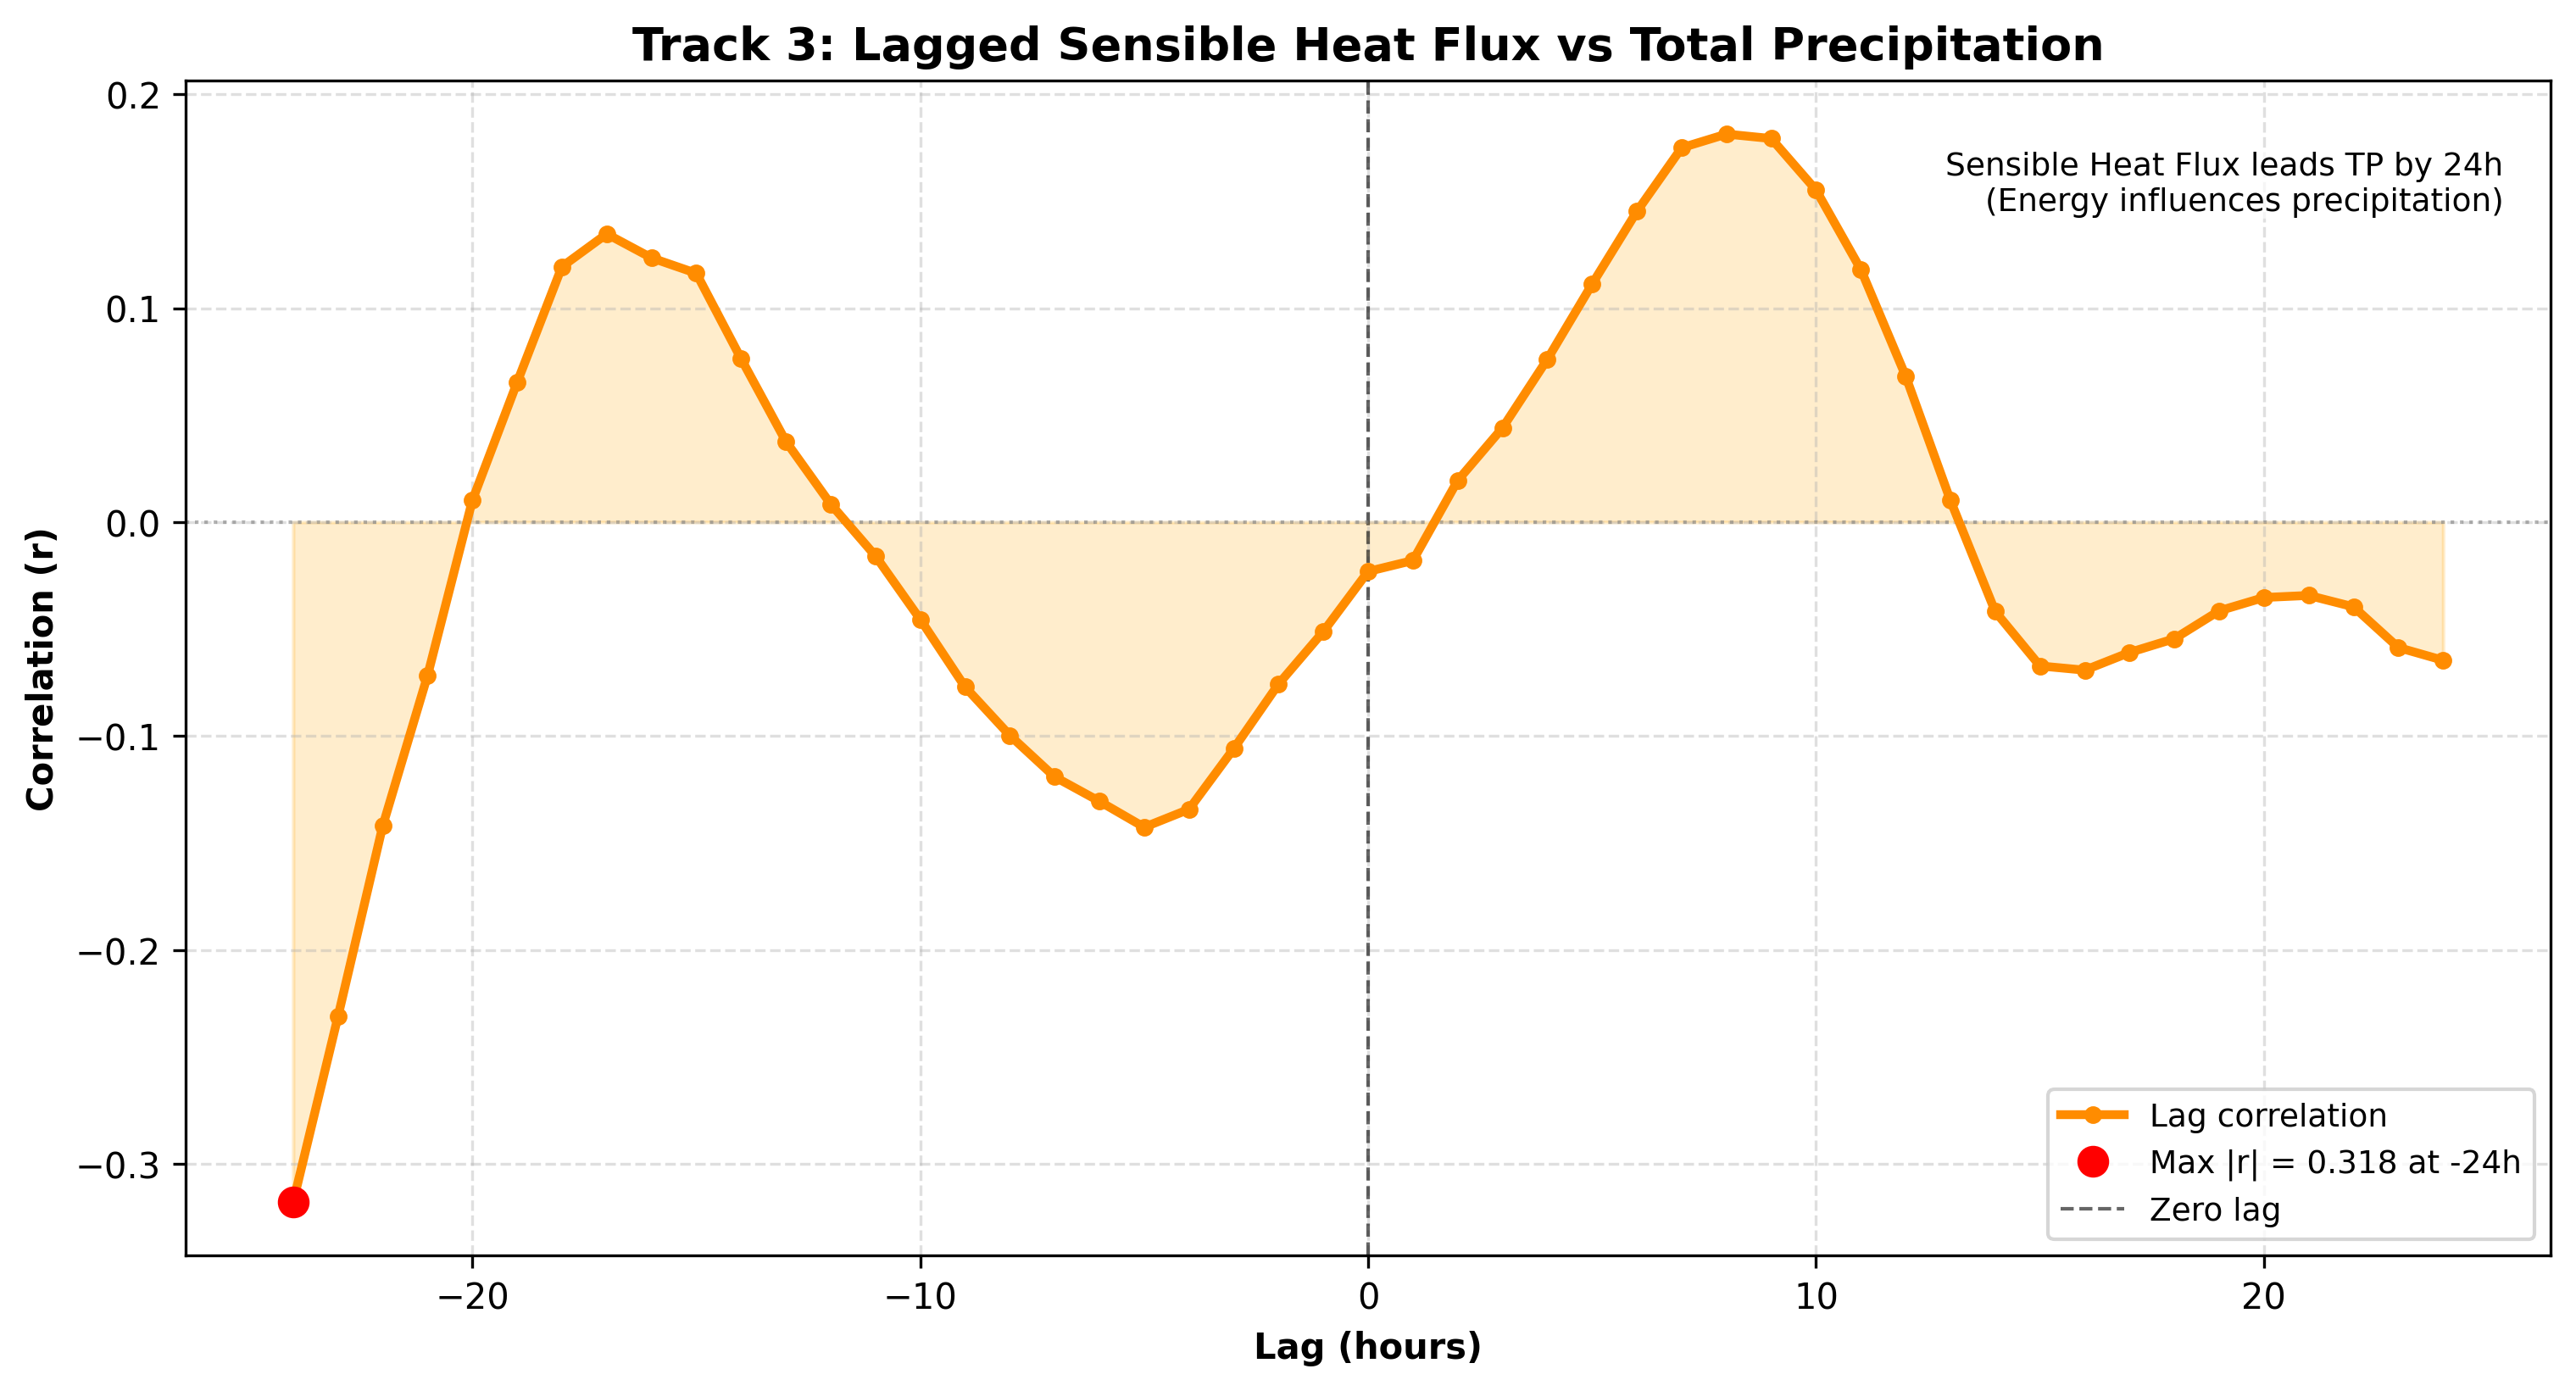 Track 3: Lagged Sensible Heat Flux vs Total Precipitation
0.2
0.1
0.0
−0.1
−0.2
−0.3
Correlation (r)
Sensible Heat Flux leads TP by 24h
(Energy influences precipitation)
Lag correlation
Max |r| = 0.318 at -24h
Zero lag
−20
−10
0
10
20
Lag (hours)